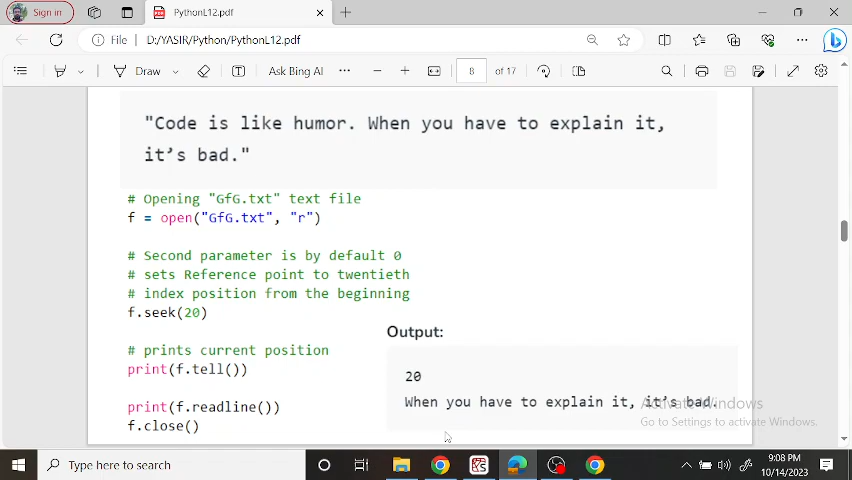 Sign in
PythonL12.pdf
File
D:/YASIR/Python/PythonL12.pdf
Draw
Ask Bing AI
8
of 17
"Code is like humor. When you have to explain it,
it’s bad."
# Opening "GfG.txt" text file
f = open("GfG.txt", "r")
# Second parameter is by default 0
# sets Reference point to twentieth
# index position from the beginning
f.seek(20)
# prints current position
print(f.tell())
print(f.readline())
f.close()
Output:
20
When you have to explain it, it’s bad.
Activate Windows
Go to Settings to activate Windows.
Type here to search
9:08 PM
10/14/2023